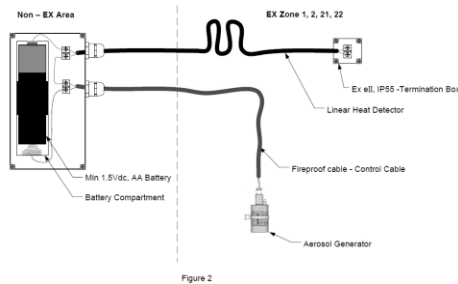 Non – EX Area
EX Zone 1, 2, 21, 22
Ex eII, IP55 -Termination Box
Linear Heat Detector
Fireproof cable - Control Cable
Min 1.5Vdc, AA Battery
Battery Compartment
Aerosol Generator
Figure 2